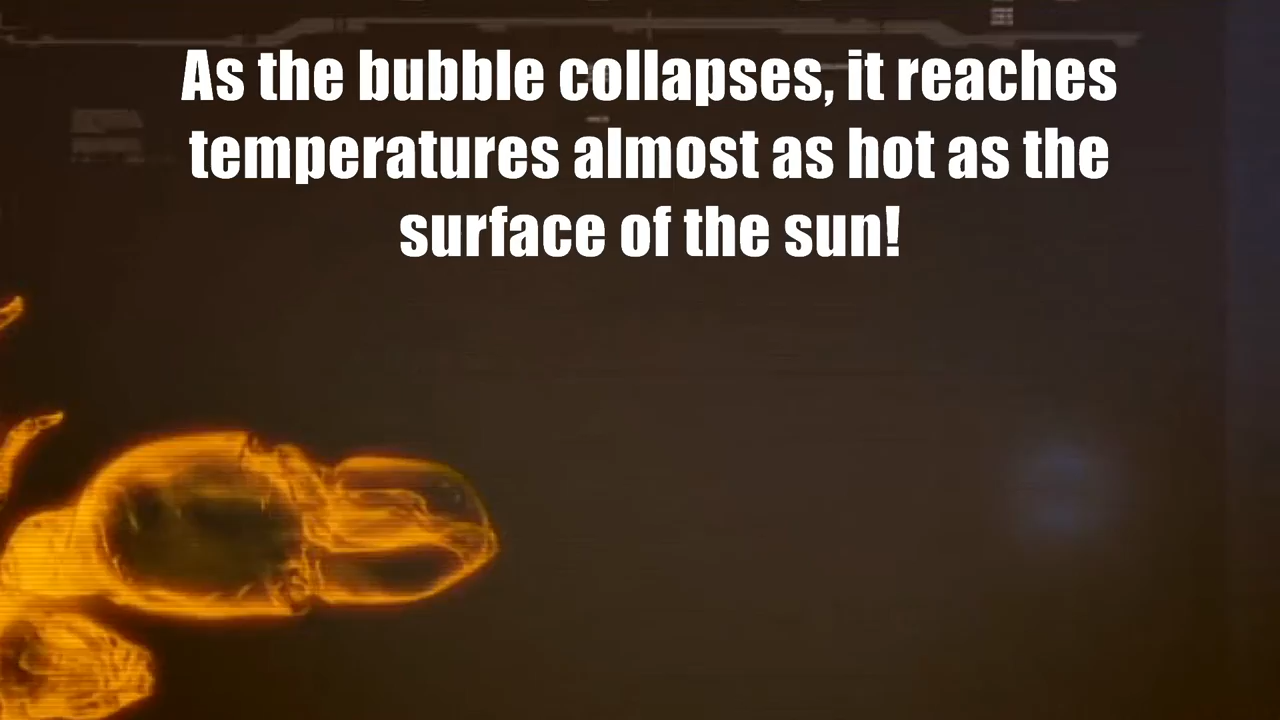 As the bubble collapses, it reaches
temperatures almost as hot as the
surface of the sun!